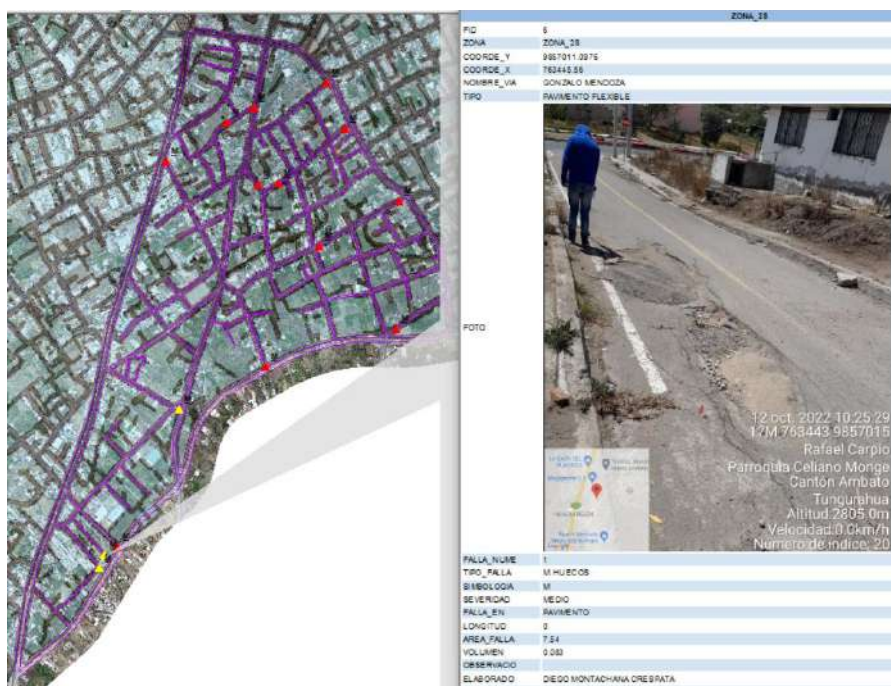 ZONA_2S
FID 6
ZONA ZONA_2S
COORDE_Y 9857011.0975
COORDE_X 763445.56
NOMBRE_VIA GONZALO MENDOZA
TIPO PAVIMENTO FLEXIBLE
FOTO
12 oct. 2022 10:25:29
17M 763443 9857015
Rafael Carpio
Parroquia Celiano Monge
Cantón Ambato
Tungurahua
Altitud:2805.0m
Velocidad:0.0km/h
Número de índice: 20
FALLA_NUME 1
TIPO_FALLA M.HUECOS
SIMBOLOGIA M
SEVERIDAD MEDIO
FALLA_EN PAVIMENTO
LONGITUD 0
AREA_FALLA 7.54
VOLUMEN 0.083
OBSERVACIO
ELABORADO DIEGO MONTACHANA CRESPATA